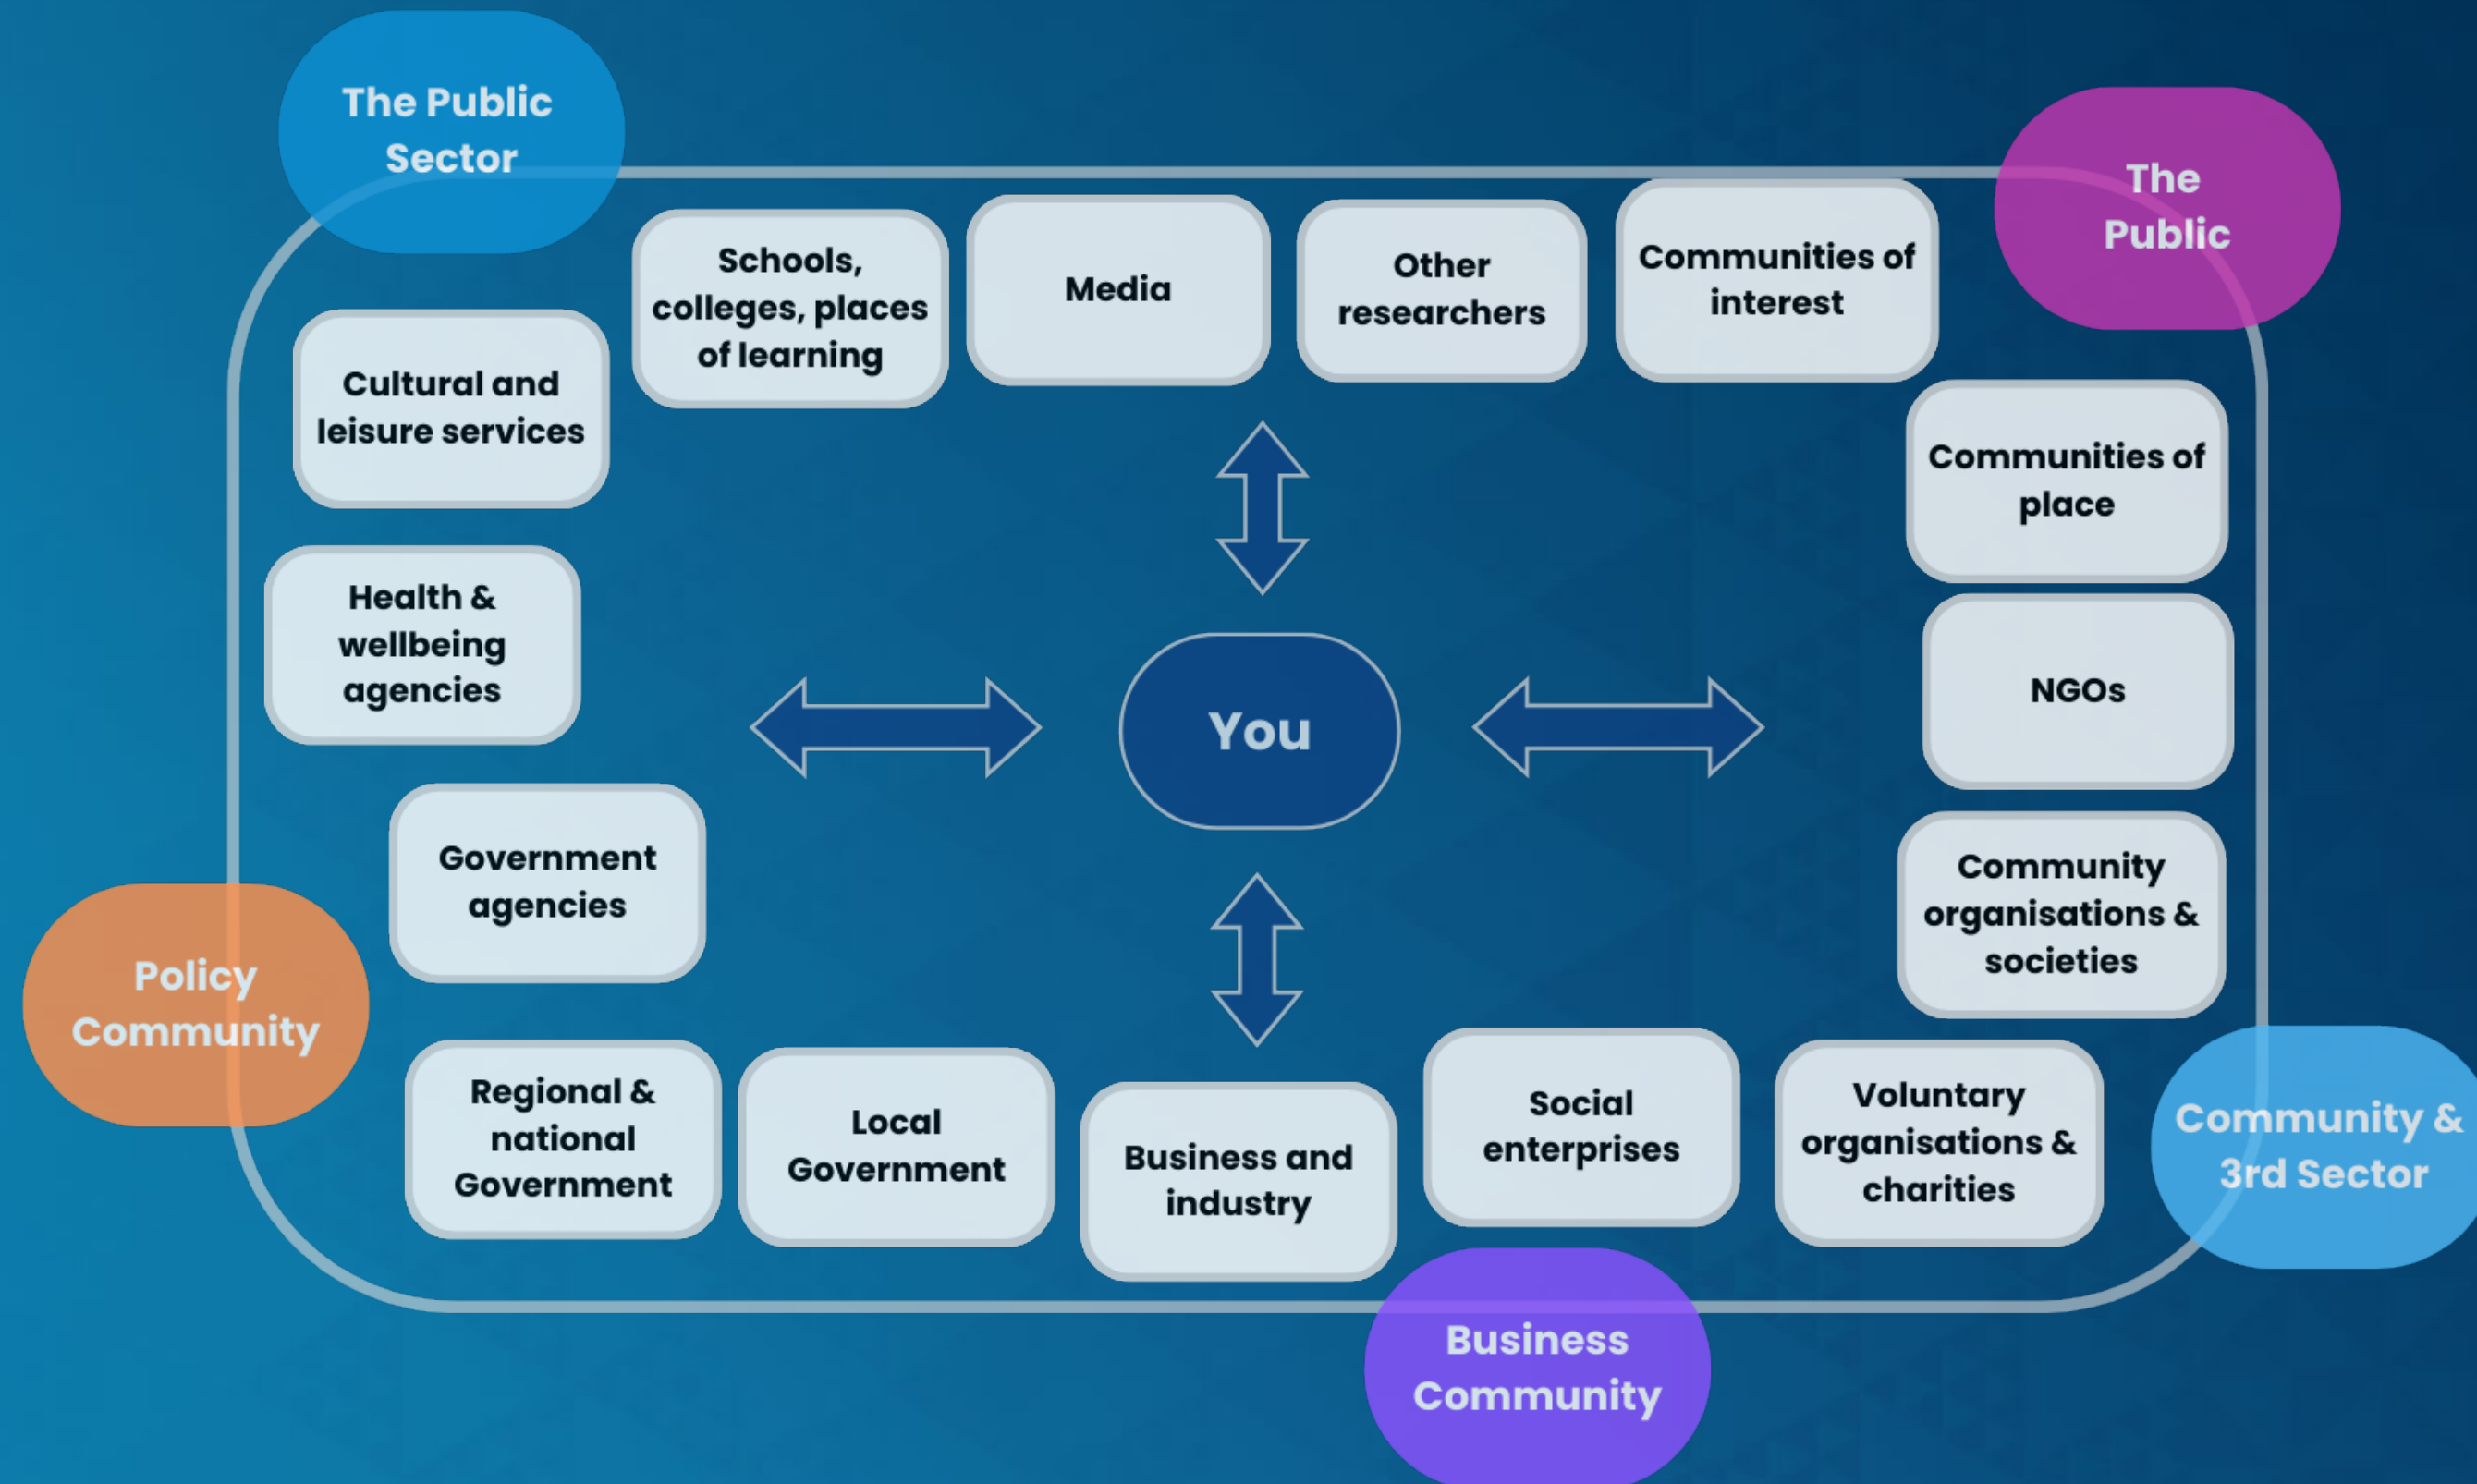 The Public
Sector
The
Public
Schools,
colleges, places
of learning
Media
Other
researchers
Communities of
interest
Cultural and
leisure services
Communities of
place
Health &
wellbeing
agencies
NGOs
You
Government
agencies
Community
organisations &
societies
Policy
Community
Regional &
national
Government
Local
Government
Business and
industry
Social
enterprises
Voluntary
organisations &
charities
Community &
3rd Sector
Business
Community